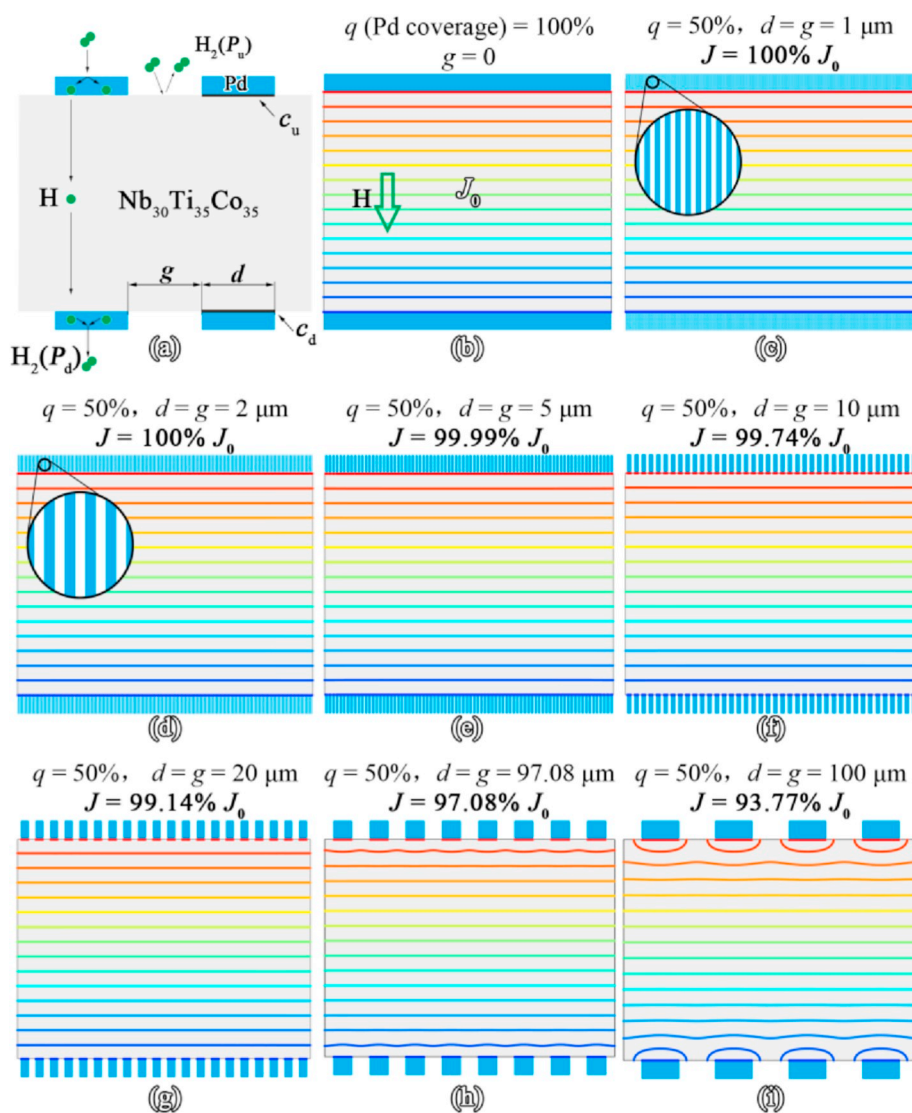 H₂(Pᵤ)
Pd
cᵤ
H
Nb₃₀Ti₃₅Co₃₅
g
d
c_d
H₂(P_d)
(a)
q (Pd coverage) = 100%
g = 0
H
J₀
(b)
q = 50%, d = g = 1 μm
J = 100% J₀
(c)
q = 50%, d = g = 2 μm
J = 100% J₀
(d)
q = 50%, d = g = 5 μm
J = 99.99% J₀
(e)
q = 50%, d = g = 10 μm
J = 99.74% J₀
(f)
q = 50%, d = g = 20 μm
J = 99.14% J₀
(g)
q = 50%, d = g = 97.08 μm
J = 97.08% J₀
(h)
q = 50%, d = g = 100 μm
J = 93.77% J₀
(i)